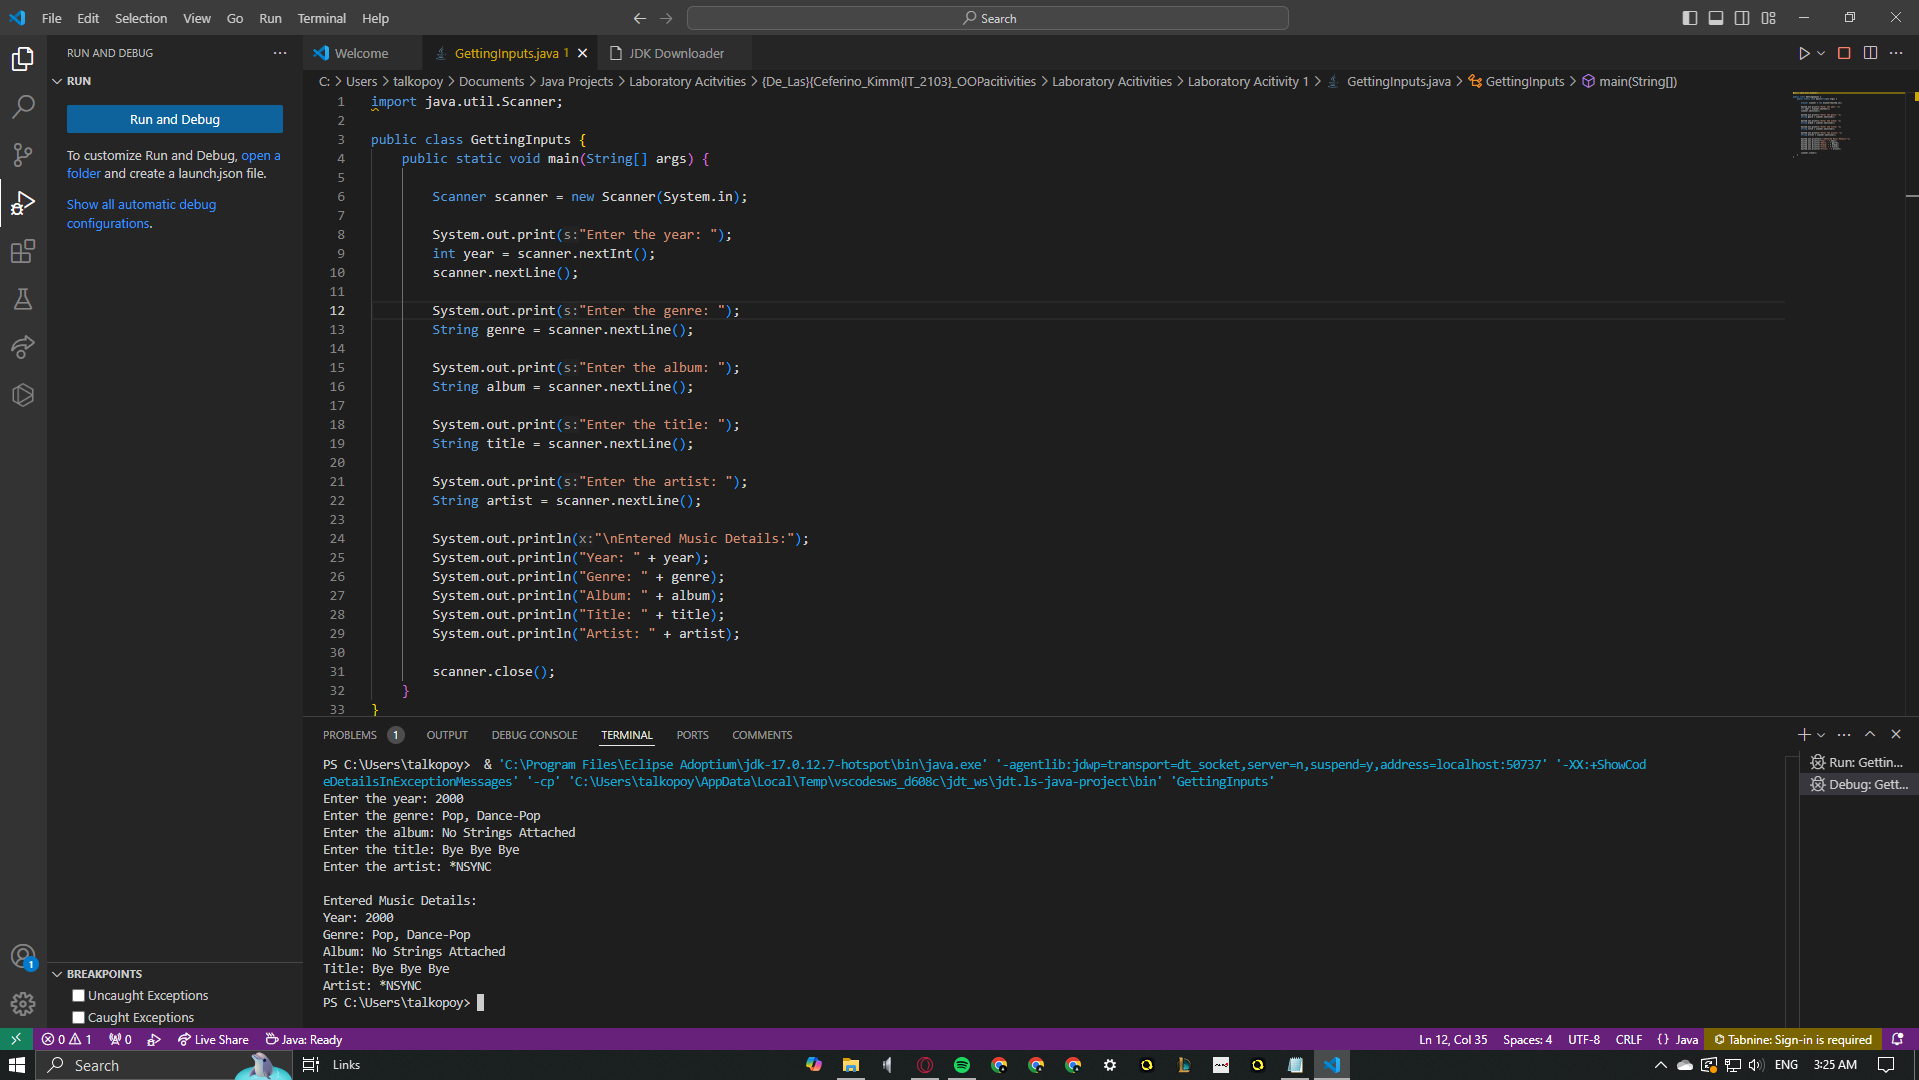 File Edit Selection View Go Run Terminal Help
Search
RUN AND DEBUG
RUN
Run and Debug
To customize Run and Debug, open a
folder and create a launch.json file.
Show all automatic debug
configurations.
BREAKPOINTS
Uncaught Exceptions
Caught Exceptions
Welcome GettingInputs.java 1 JDK Downloader
C: > Users > talkopoy > Documents > Java Projects > Laboratory Acitvities > {De_Las}{Ceferino_Kimm{IT_2103}_OOPacitivities > Laboratory Acitivities > Laboratory Acitivity 1 > GettingInputs.java > GettingInputs > main(String[])
1 import java.util.Scanner;
2
3 public class GettingInputs {
4 public static void main(String[] args) {
5
6 Scanner scanner = new Scanner(System.in);
7
8 System.out.print(s:"Enter the year: ");
9 int year = scanner.nextInt();
10 scanner.nextLine();
11
12 System.out.print(s:"Enter the genre: ");
13 String genre = scanner.nextLine();
14
15 System.out.print(s:"Enter the album: ");
16 String album = scanner.nextLine();
17
18 System.out.print(s:"Enter the title: ");
19 String title = scanner.nextLine();
20
21 System.out.print(s:"Enter the artist: ");
22 String artist = scanner.nextLine();
23
24 System.out.println(x:"\nEntered Music Details:");
25 System.out.println("Year: " + year);
26 System.out.println("Genre: " + genre);
27 System.out.println("Album: " + album);
28 System.out.println("Title: " + title);
29 System.out.println("Artist: " + artist);
30
31 scanner.close();
32 }
33 }
PROBLEMS 1 OUTPUT DEBUG CONSOLE TERMINAL PORTS COMMENTS
PS C:\Users\talkopoy> & 'C:\Program Files\Eclipse Adoptium\jdk-17.0.12.7-hotspot\bin\java.exe' '-agentlib:jdwp=transport=dt_socket,server=n,suspend=y,address=localhost:50737' '-XX:+ShowCod
eDetailsInExceptionMessages' '-cp' 'C:\Users\talkopoy\AppData\Local\Temp\vscodesws_d608c\jdt_ws\jdt.ls-java-project\bin' 'GettingInputs'
Enter the year: 2000
Enter the genre: Pop, Dance-Pop
Enter the album: No Strings Attached
Enter the title: Bye Bye Bye
Enter the artist: *NSYNC
Entered Music Details:
Year: 2000
Genre: Pop, Dance-Pop
Album: No Strings Attached
Title: Bye Bye Bye
Artist: *NSYNC
PS C:\Users\talkopoy>
Run: Gettin...
Debug: Gett...
1
0 1 0 Live Share Java: Ready
Ln 12, Col 35 Spaces: 4 UTF-8 CRLF {} Java Tabnine: Sign-in is required
Search Links
ENG 3:25 AM